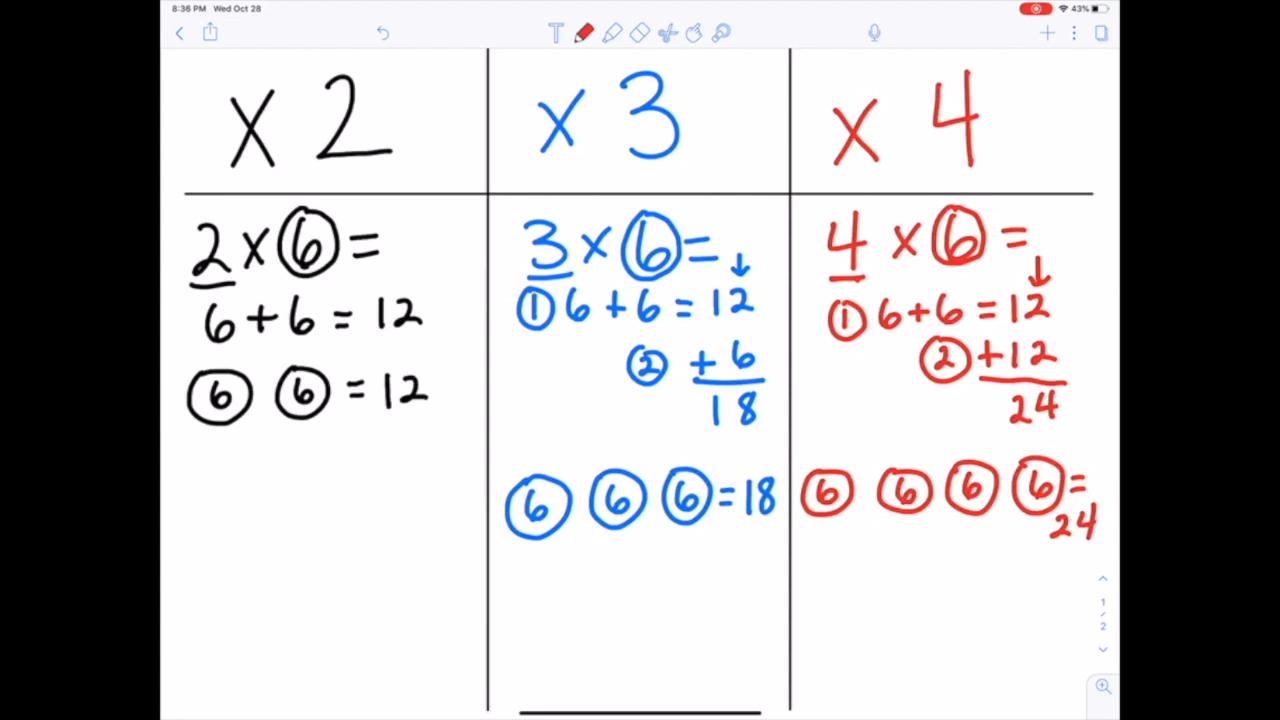 8:36 PM Wed Oct 28
43%
T
x 2
2 x 6 =
6 + 6 = 12
6 6 = 12
x 3
3 x 6 =
1 6 + 6 = 12
2 + 6
18
6 6 6 = 18
x 4
4 x 6 =
1 6 + 6 = 12
2 + 12
24
6 6 6 6 =
24
1
/
2